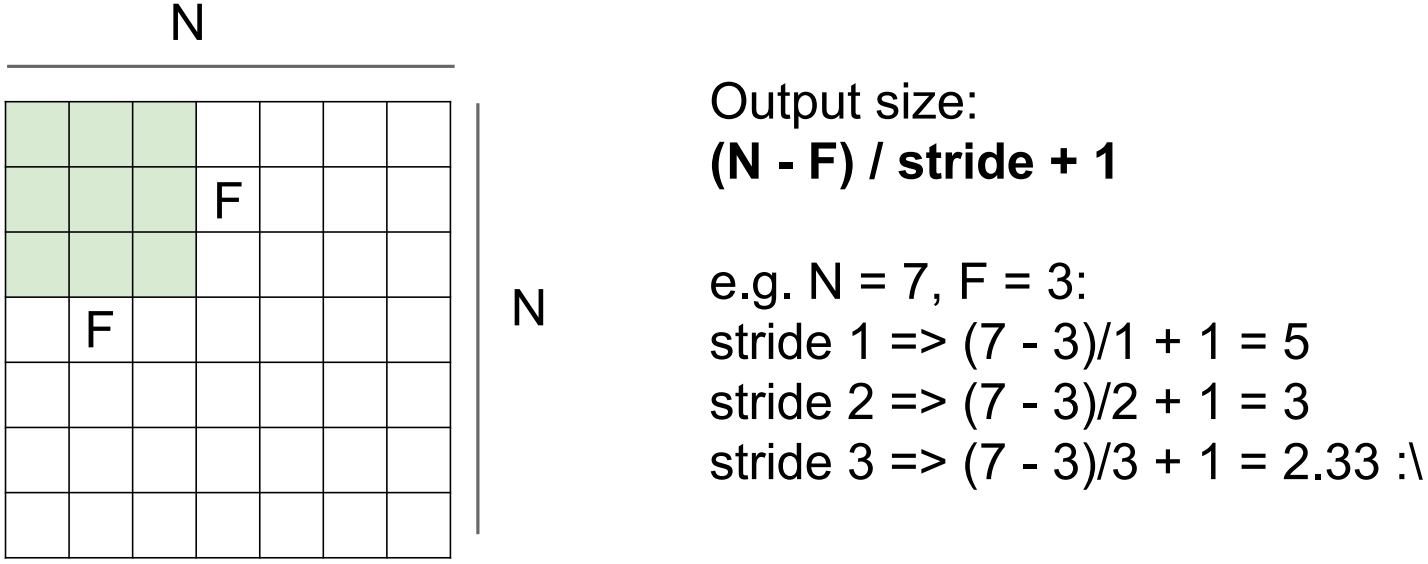 N
F
F
N
Output size:
(N - F) / stride + 1
e.g. N = 7, F = 3:
stride 1 => (7 - 3)/1 + 1 = 5
stride 2 => (7 - 3)/2 + 1 = 3
stride 3 => (7 - 3)/3 + 1 = 2.33 :\